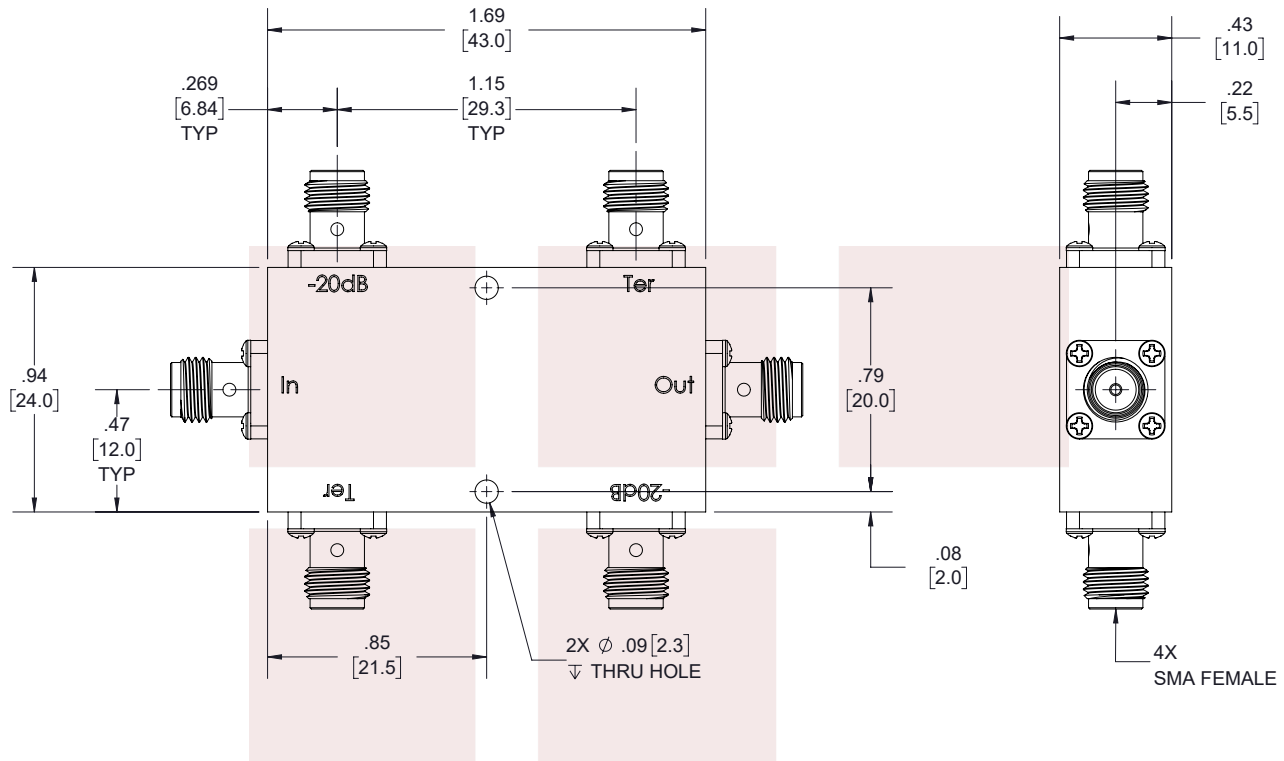 1.69
[43.0]
.43
[11.0]
.269
[6.84]
TYP
1.15
[29.3]
TYP
.22
[5.5]
-20dB
Ter
.94
[24.0]
In
Out
.79
[20.0]
.47
[12.0]
TYP
Ter
-20dB
.08
[2.0]
.85
[21.5]
2X ⌀ .09[2.3]
↧ THRU HOLE
4X
SMA FEMALE